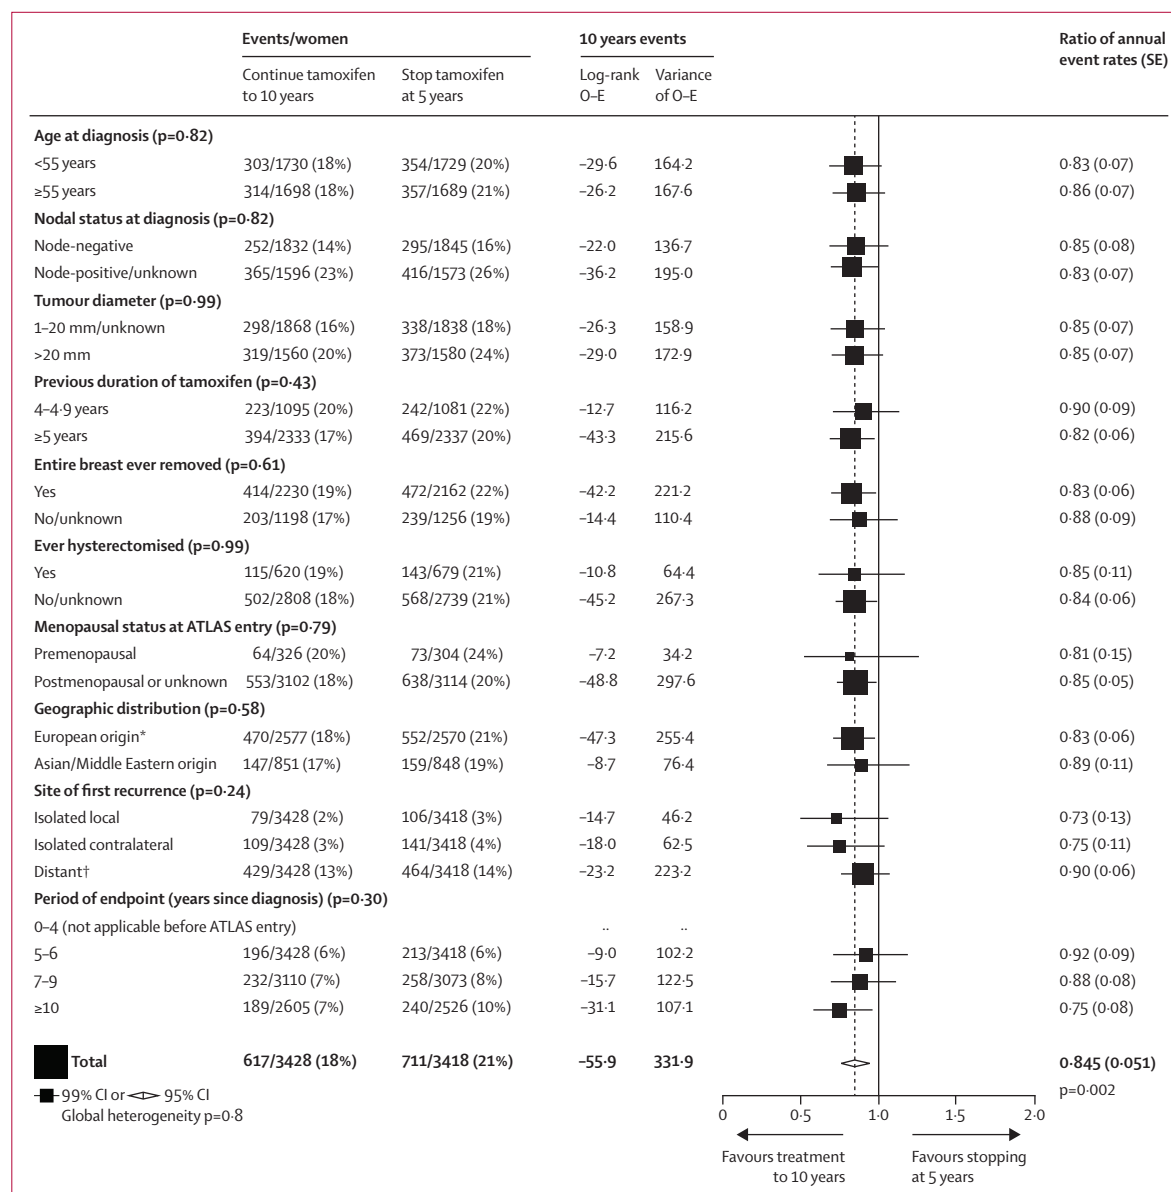 Events/women 10 years events Ratio of annual
event rates (SE)
Continue tamoxifen Stop tamoxifen Log-rank Variance
to 10 years at 5 years O–E of O–E
Age at diagnosis (p=0·82)
<55 years 303/1730 (18%) 354/1729 (20%) –29·6 164·2 0·83 (0·07)
≥55 years 314/1698 (18%) 357/1689 (21%) –26·2 167·6 0·86 (0·07)
Nodal status at diagnosis (p=0·82)
Node-negative 252/1832 (14%) 295/1845 (16%) –22·0 136·7 0·85 (0·08)
Node-positive/unknown 365/1596 (23%) 416/1573 (26%) –36·2 195·0 0·83 (0·07)
Tumour diameter (p=0·99)
1–20 mm/unknown 298/1868 (16%) 338/1838 (18%) –26·3 158·9 0·85 (0·07)
>20 mm 319/1560 (20%) 373/1580 (24%) –29·0 172·9 0·85 (0·07)
Previous duration of tamoxifen (p=0·43)
4–4·9 years 223/1095 (20%) 242/1081 (22%) –12·7 116·2 0·90 (0·09)
≥5 years 394/2333 (17%) 469/2337 (20%) –43·3 215·6 0·82 (0·06)
Entire breast ever removed (p=0·61)
Yes 414/2230 (19%) 472/2162 (22%) –42·2 221·2 0·83 (0·06)
No/unknown 203/1198 (17%) 239/1256 (19%) –14·4 110·4 0·88 (0·09)
Ever hysterectomised (p=0·99)
Yes 115/620 (19%) 143/679 (21%) –10·8 64·4 0·85 (0·11)
No/unknown 502/2808 (18%) 568/2739 (21%) –45·2 267·3 0·84 (0·06)
Menopausal status at ATLAS entry (p=0·79)
Premenopausal 64/326 (20%) 73/304 (24%) –7·2 34·2 0·81 (0·15)
Postmenopausal or unknown 553/3102 (18%) 638/3114 (20%) –48·8 297·6 0·85 (0·05)
Geographic distribution (p=0·58)
European origin* 470/2577 (18%) 552/2570 (21%) –47·3 255·4 0·83 (0·06)
Asian/Middle Eastern origin 147/851 (17%) 159/848 (19%) –8·7 76·4 0·89 (0·11)
Site of first recurrence (p=0·24)
Isolated local 79/3428 (2%) 106/3418 (3%) –14·7 46·2 0·73 (0·13)
Isolated contralateral 109/3428 (3%) 141/3418 (4%) –18·0 62·5 0·75 (0·11)
Distant† 429/3428 (13%) 464/3418 (14%) –23·2 223·2 0·90 (0·06)
Period of endpoint (years since diagnosis) (p=0·30)
0–4 (not applicable before ATLAS entry) .. ..
5–6 196/3428 (6%) 213/3418 (6%) –9·0 102·2 0·92 (0·09)
7–9 232/3110 (7%) 258/3073 (8%) –15·7 122·5 0·88 (0·08)
≥10 189/2605 (7%) 240/2526 (10%) –31·1 107·1 0·75 (0·08)
Total 617/3428 (18%) 711/3418 (21%) –55·9 331·9 0·845 (0·051)
p=0·002
99% CI or 95% CI
Global heterogeneity p=0·8
0 0·5 1·0 1·5 2·0
Favours treatment Favours stopping
to 10 years at 5 years